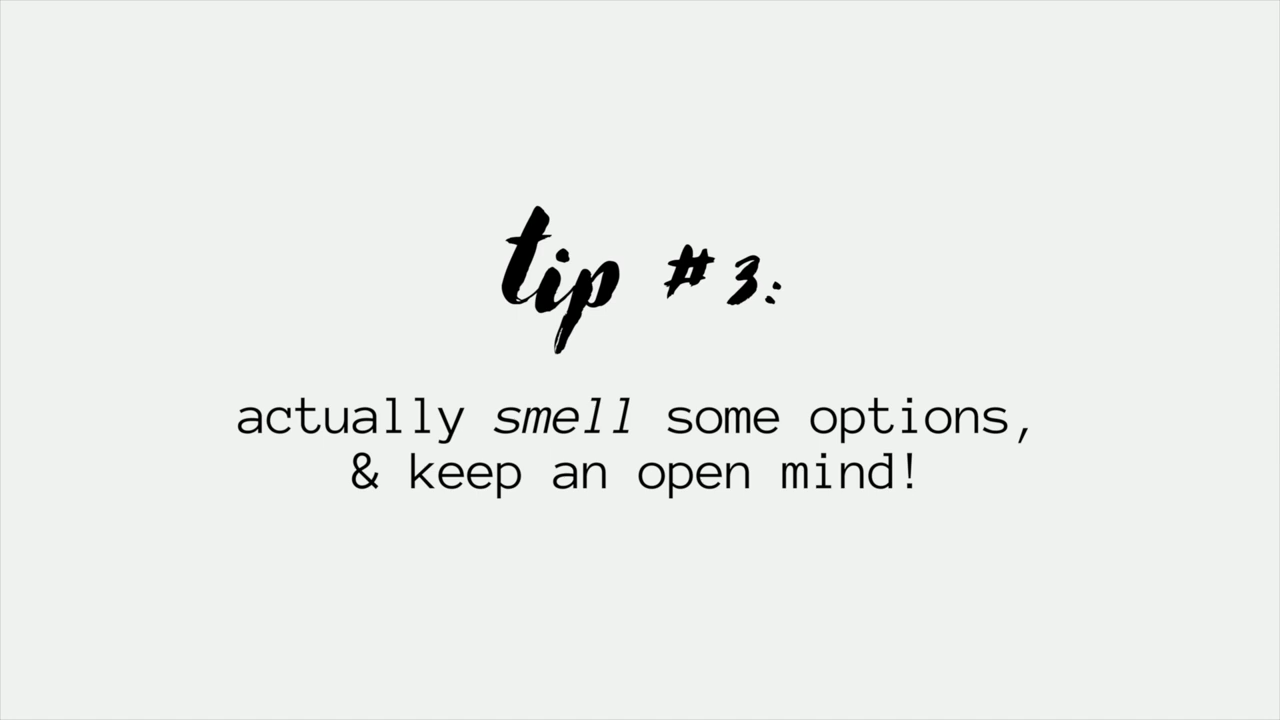 tip #3:
actually smell some options,
& keep an open mind!